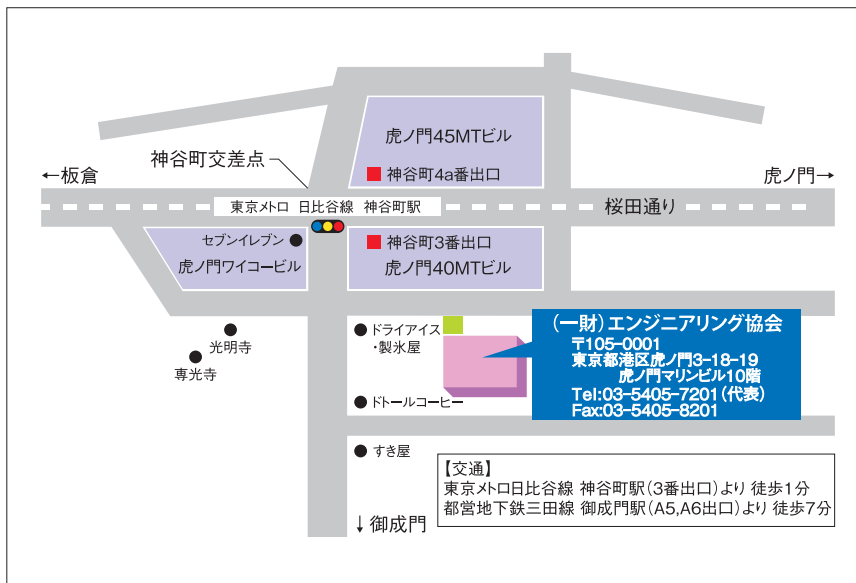 虎ノ門45MTビル
神谷町交差点
神谷町4a番出口
←板倉
虎ノ門→
東京メトロ 日比谷線 神谷町駅
桜田通り
セブンイレブン
神谷町3番出口
虎ノ門ワイコービル
虎ノ門40MTビル
(一財)エンジニアリング協会
〒105-0001
東京都港区虎ノ門3-18-19
虎ノ門マリンビル10階
Tel:03-5405-7201(代表)
Fax:03-5405-8201
ドライアイス
・製氷屋
光明寺
専光寺
ドトールコーヒー
すき屋
【交通】
東京メトロ日比谷線 神谷町駅(3番出口)より 徒歩1分
都営地下鉄三田線 御成門駅(A5,A6出口)より 徒歩7分
↓御成門